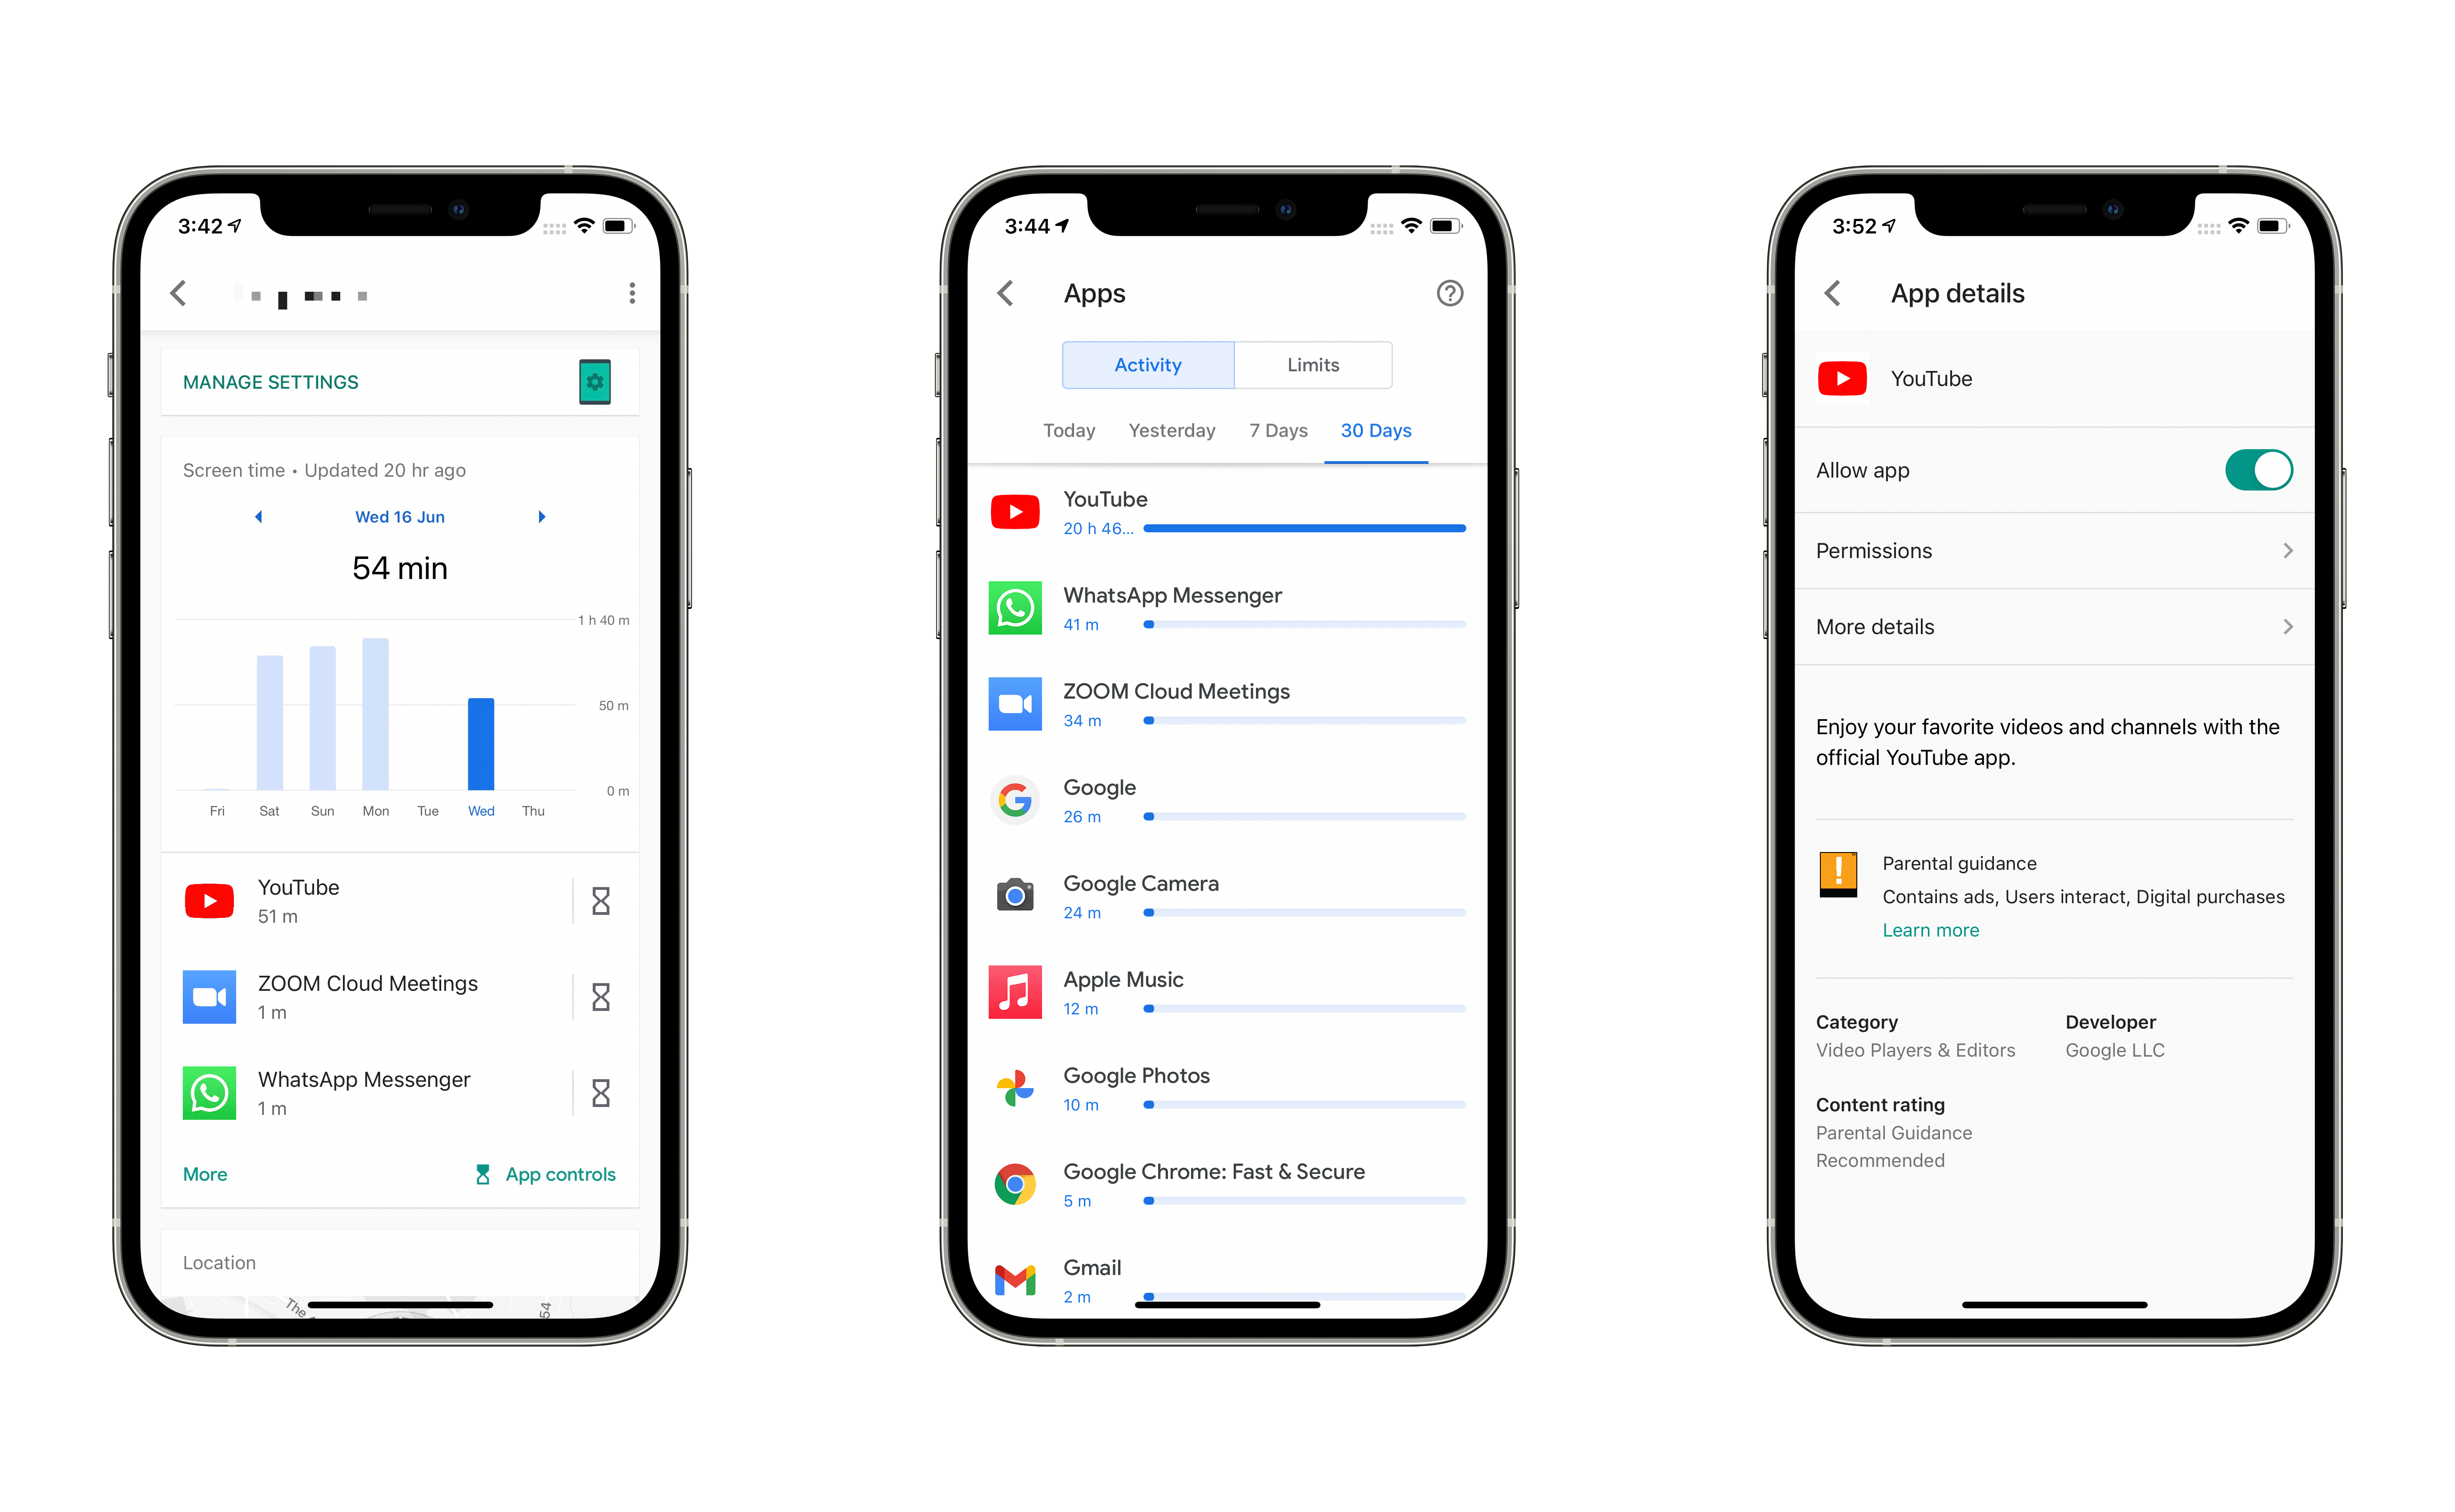 3:42
MANAGE SETTINGS
Screen time • Updated 20 hr ago
Wed 16 Jun
54 min
1 h 40 m
50 m
0 m
Fri Sat Sun Mon Tue Wed Thu
YouTube
51 m
ZOOM Cloud Meetings
1 m
WhatsApp Messenger
1 m
More App controls
Location
The
54
3:44
Apps
Activity Limits
Today Yesterday 7 Days 30 Days
YouTube
20 h 46...
WhatsApp Messenger
41 m
ZOOM Cloud Meetings
34 m
Google
26 m
Google Camera
24 m
Apple Music
12 m
Google Photos
10 m
Google Chrome: Fast & Secure
5 m
Gmail
2 m
3:52
App details
YouTube
Allow app
Permissions
More details
Enjoy your favorite videos and channels with the
official YouTube app.
Parental guidance
Contains ads, Users interact, Digital purchases
Learn more
Category Developer
Video Players & Editors Google LLC
Content rating
Parental Guidance
Recommended